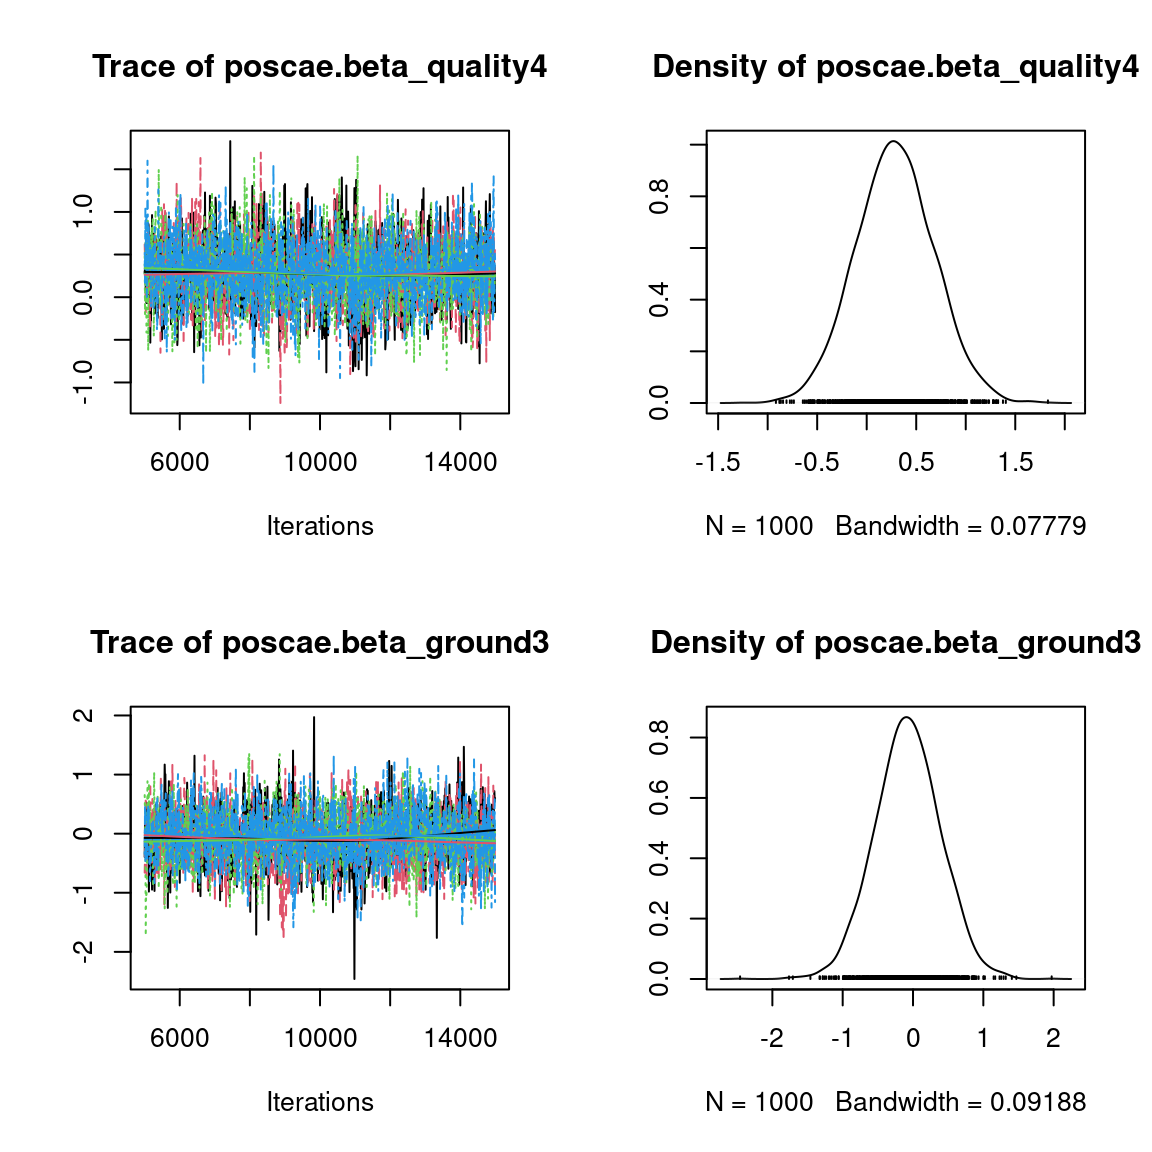 Trace of poscae.beta_quality4
1.0
0.0
-1.0
6000 10000 14000
Iterations
Density of poscae.beta_quality4
0.8
0.4
0.0
-1.5 -0.5 0.5 1.5
N = 1000 Bandwidth = 0.07779
Trace of poscae.beta_ground3
2
1
0
-1
-2
6000 10000 14000
Iterations
Density of poscae.beta_ground3
0.8
0.6
0.4
0.2
0.0
-2 -1 0 1 2
N = 1000 Bandwidth = 0.09188